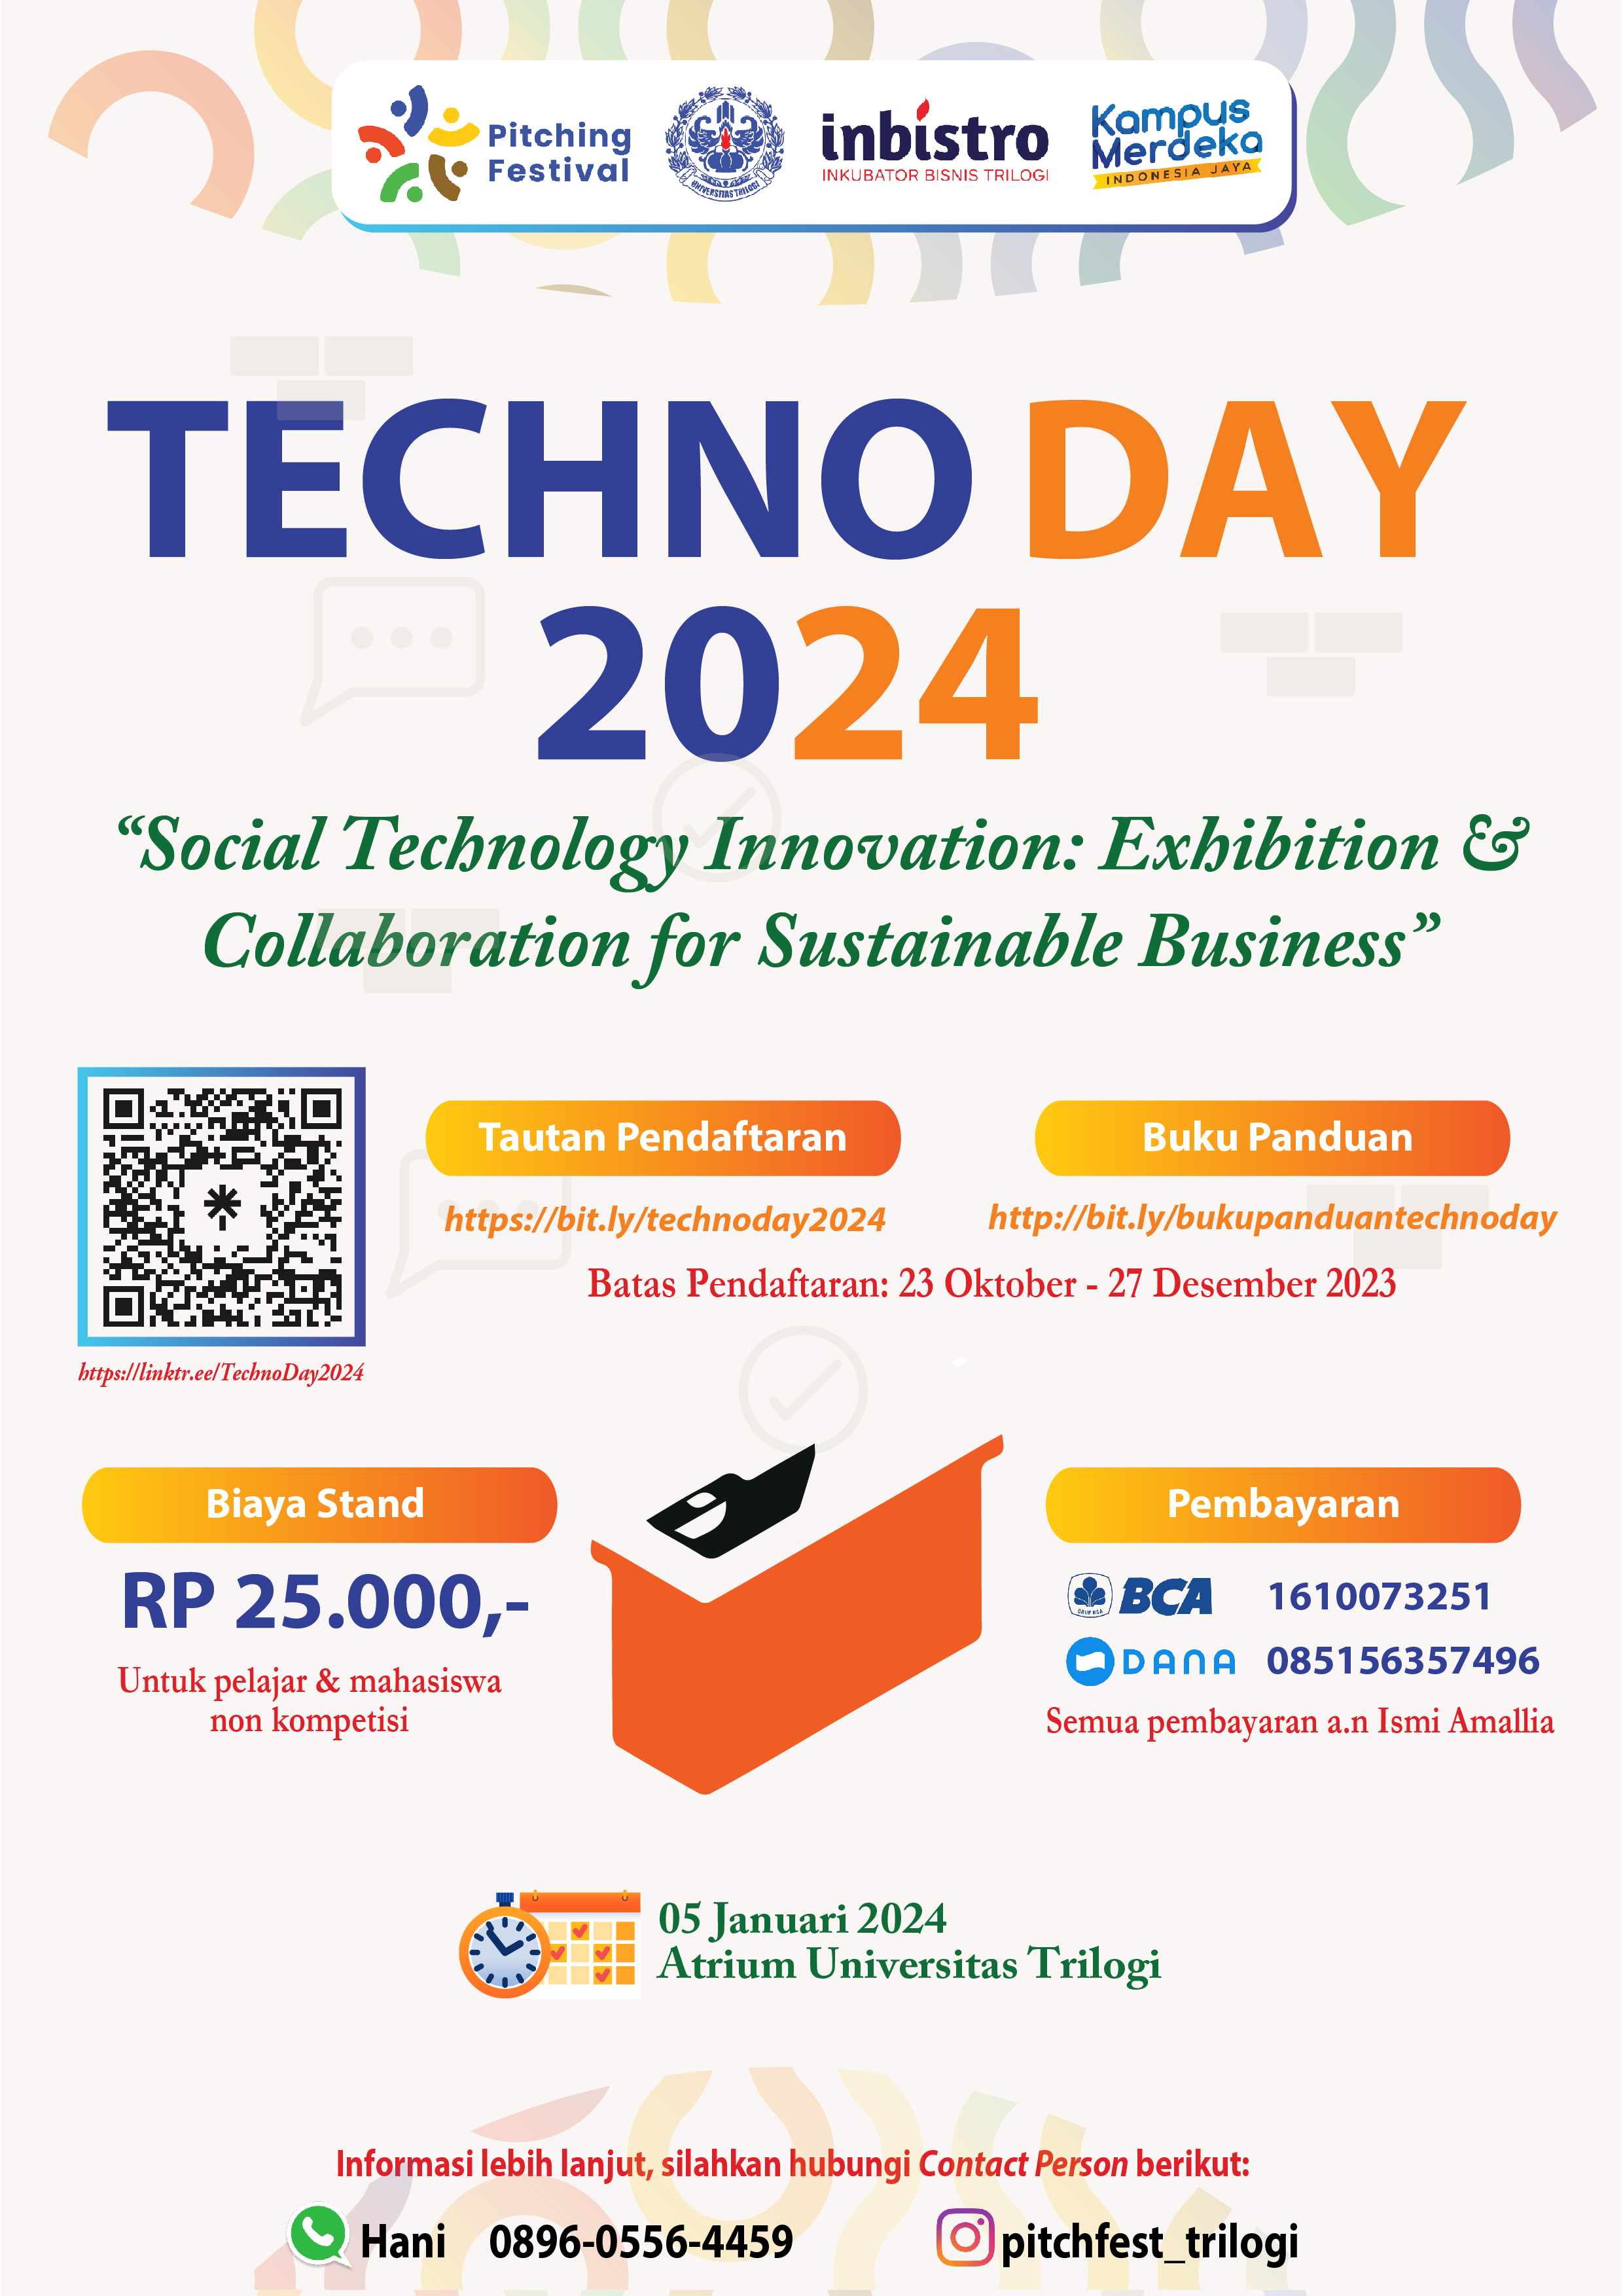 Pitching
Festival
UNIVERSITAS TRILOGI
inbistro
INKUBATOR BISNIS TRILOGI
Kampus
Merdeka
INDONESIA JAYA
TECHNO DAY
2024
“Social Technology Innovation: Exhibition &
Collaboration for Sustainable Business”
Tautan Pendaftaran
https://bit.ly/technoday2024
Buku Panduan
http://bit.ly/bukupanduantechnoday
Batas Pendaftaran: 23 Oktober - 27 Desember 2023
https://linktr.ee/TechnoDay2024
Biaya Stand
RP 25.000,-
Untuk pelajar & mahasiswa
non kompetisi
Pembayaran
GRUP BCA
BCA 1610073251
DANA 085156357496
Semua pembayaran a.n Ismi Amallia
05 Januari 2024
Atrium Universitas Trilogi
Informasi lebih lanjut, silahkan hubungi Contact Person berikut:
Hani 0896-0556-4459
pitchfest_trilogi